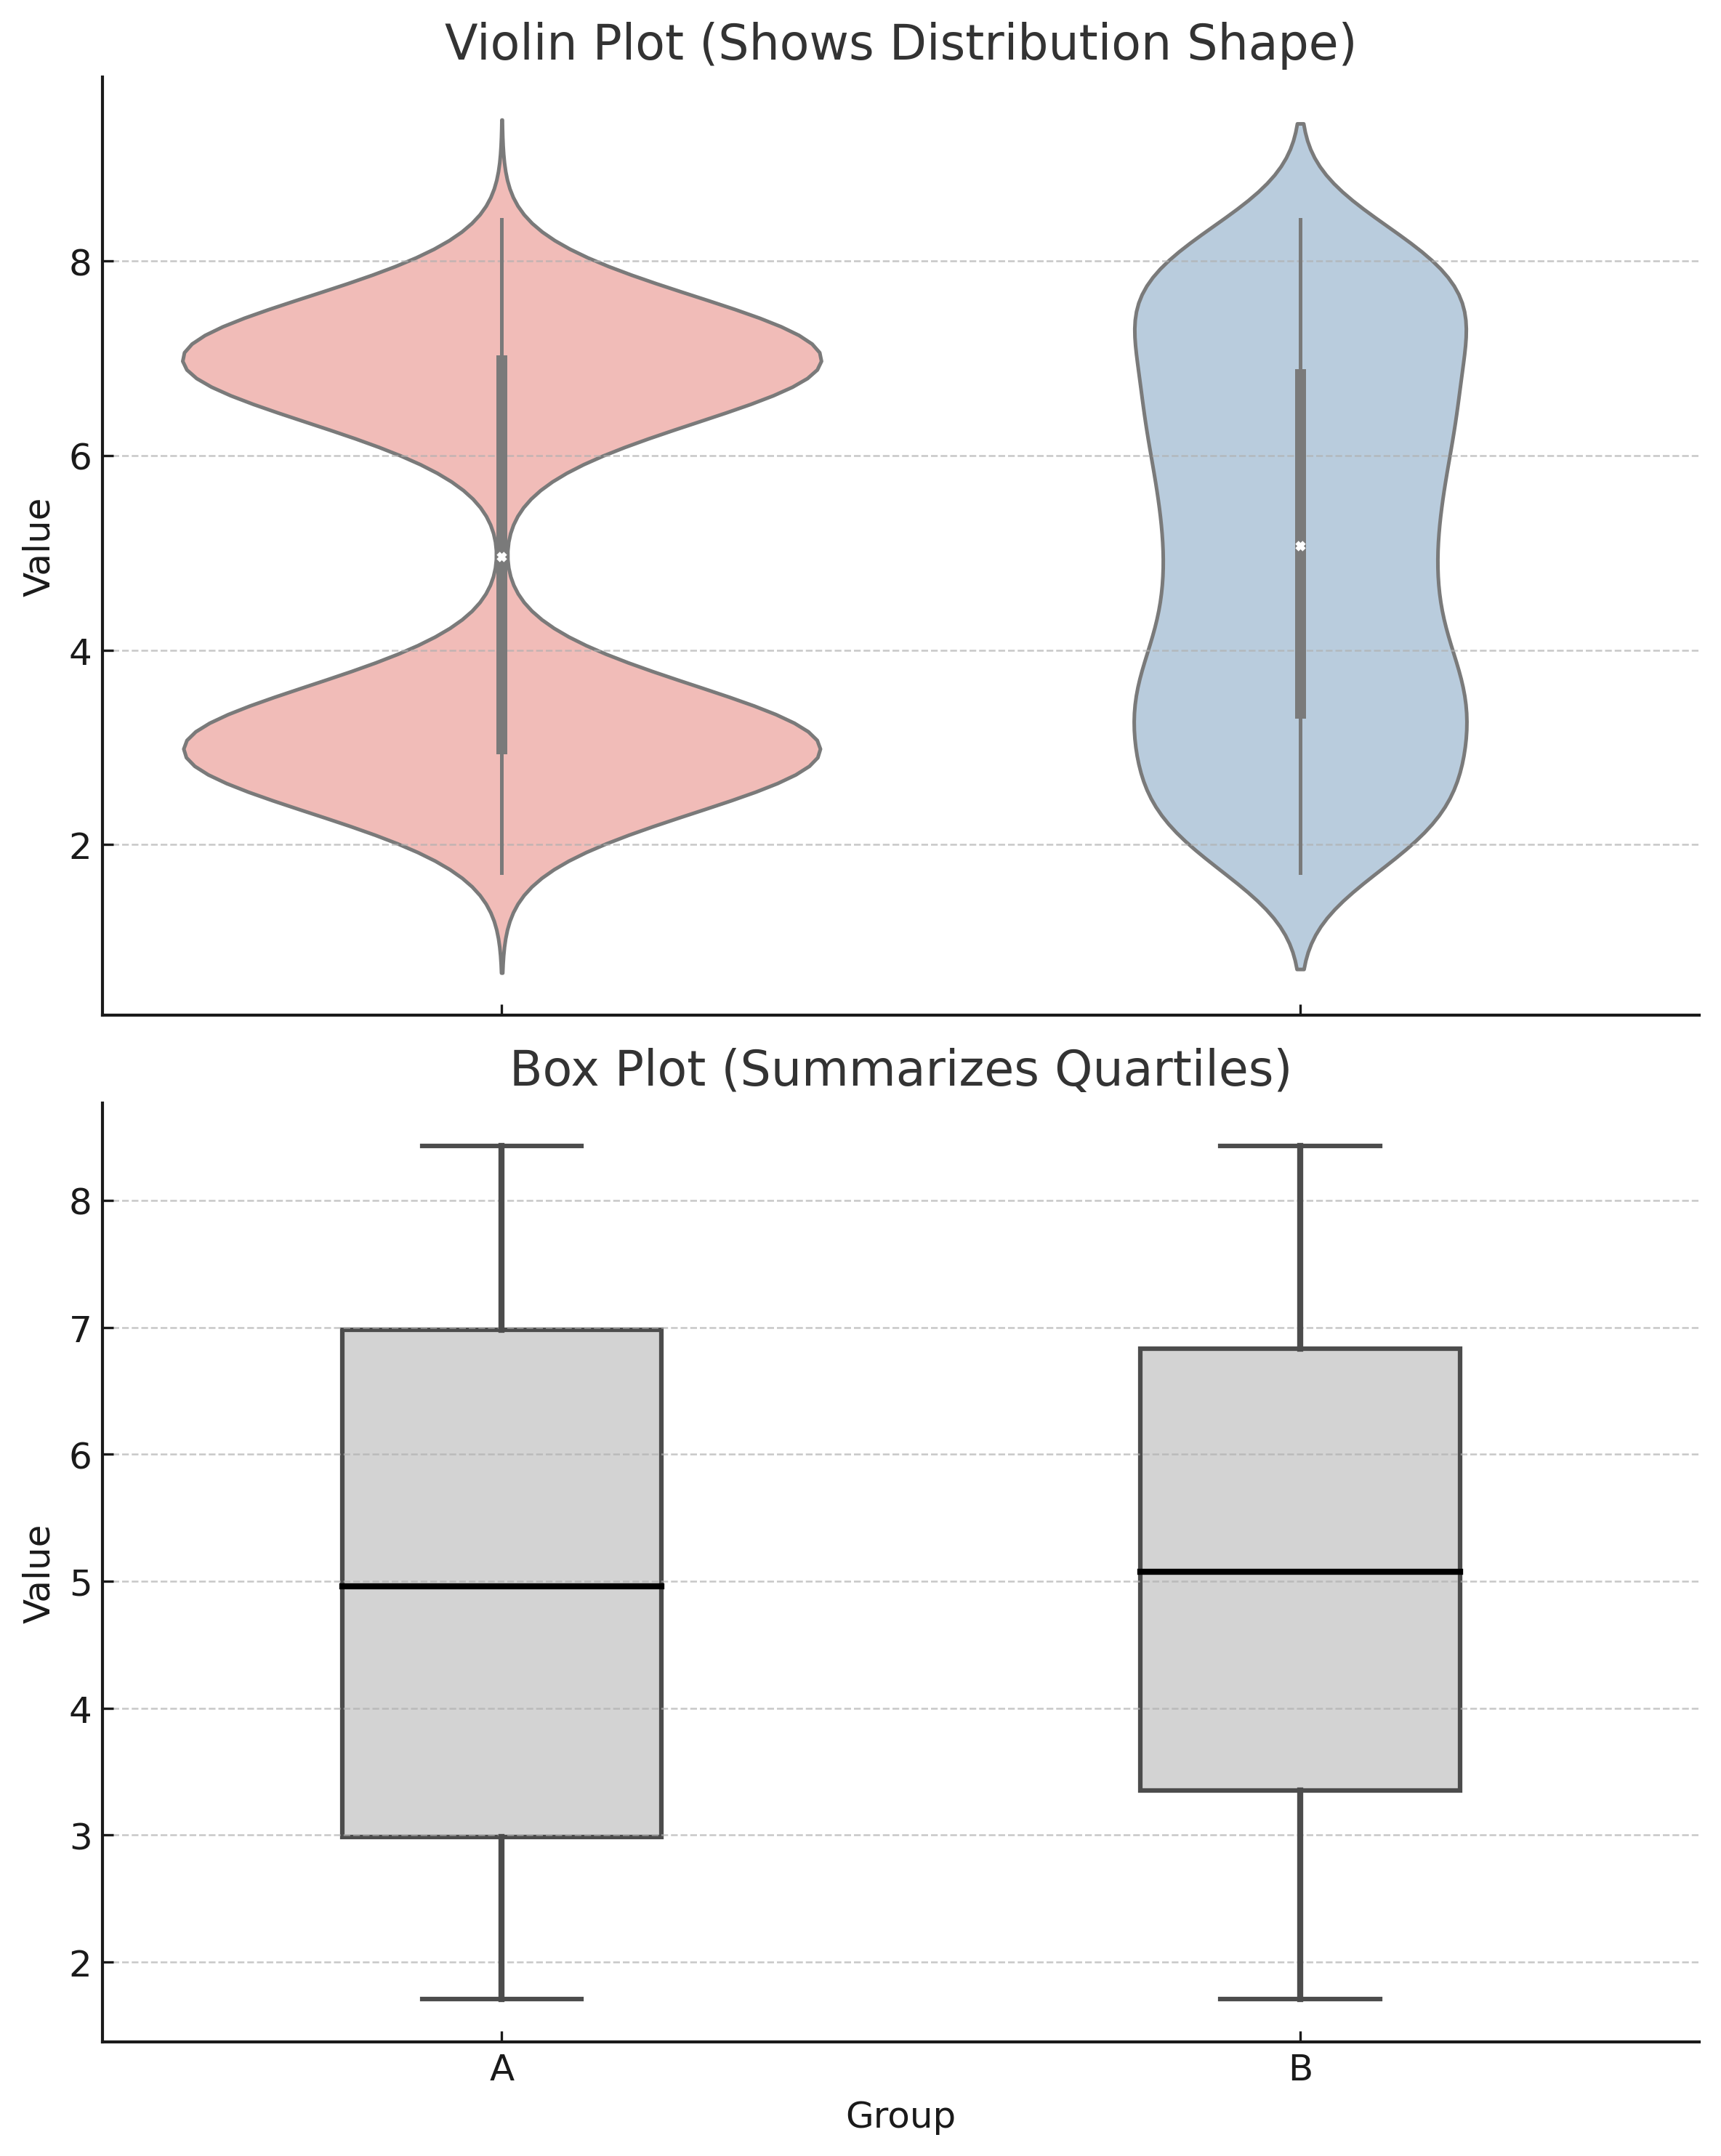 Violin Plot (Shows Distribution Shape)
8
6
4
2
Value
Box Plot (Summarizes Quartiles)
8
7
6
5
4
3
2
Value
A B
Group